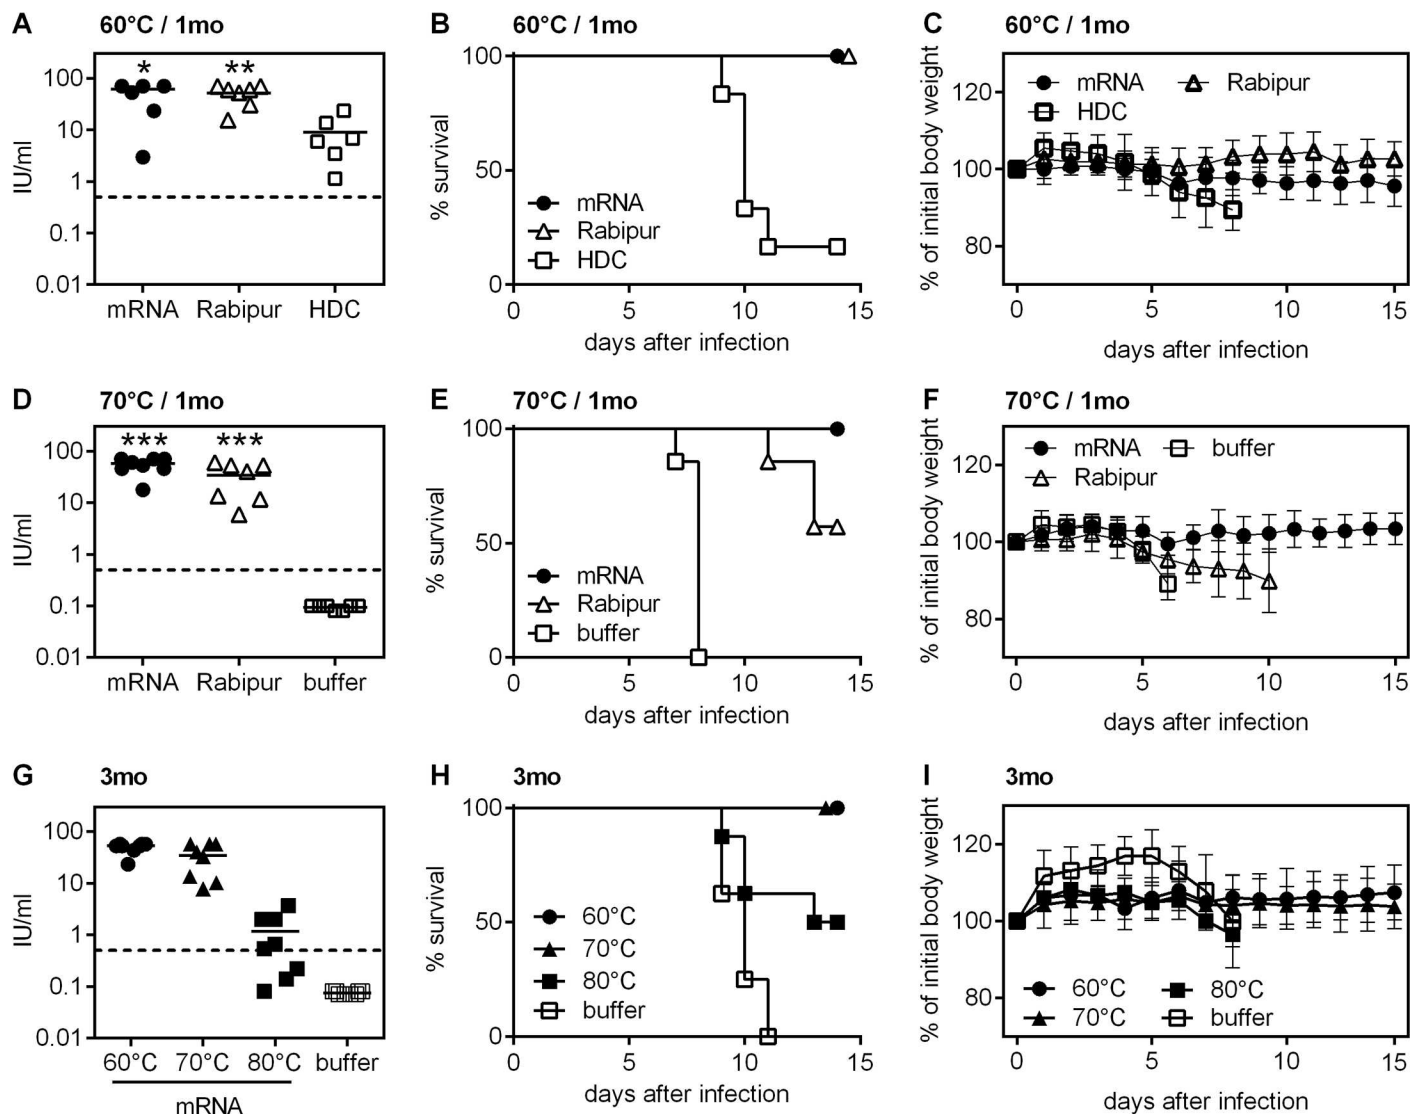 A 60°C / 1mo
IU/ml
100
10
1
0.1
0.01
* **
mRNA Rabipur HDC
B 60°C / 1mo
% survival
100
50
0
mRNA
Rabipur
HDC
0 5 10 15
days after infection
C 60°C / 1mo
% of initial body weight
120
100
80
mRNA Rabipur
HDC
0 5 10 15
days after infection
D 70°C / 1mo
IU/ml
100
10
1
0.1
0.01
*** ***
mRNA Rabipur buffer
E 70°C / 1mo
% survival
100
50
0
mRNA
Rabipur
buffer
0 5 10 15
days after infection
F 70°C / 1mo
% of initial body weight
120
100
80
mRNA buffer
Rabipur
0 5 10 15
days after infection
G 3mo
IU/ml
100
10
1
0.1
0.01
60°C 70°C 80°C buffer
mRNA
H 3mo
% survival
100
50
0
60°C
70°C
80°C
buffer
0 5 10 15
days after infection
I 3mo
% of initial body weight
120
100
80
60°C 80°C
70°C buffer
0 5 10 15
days after infection